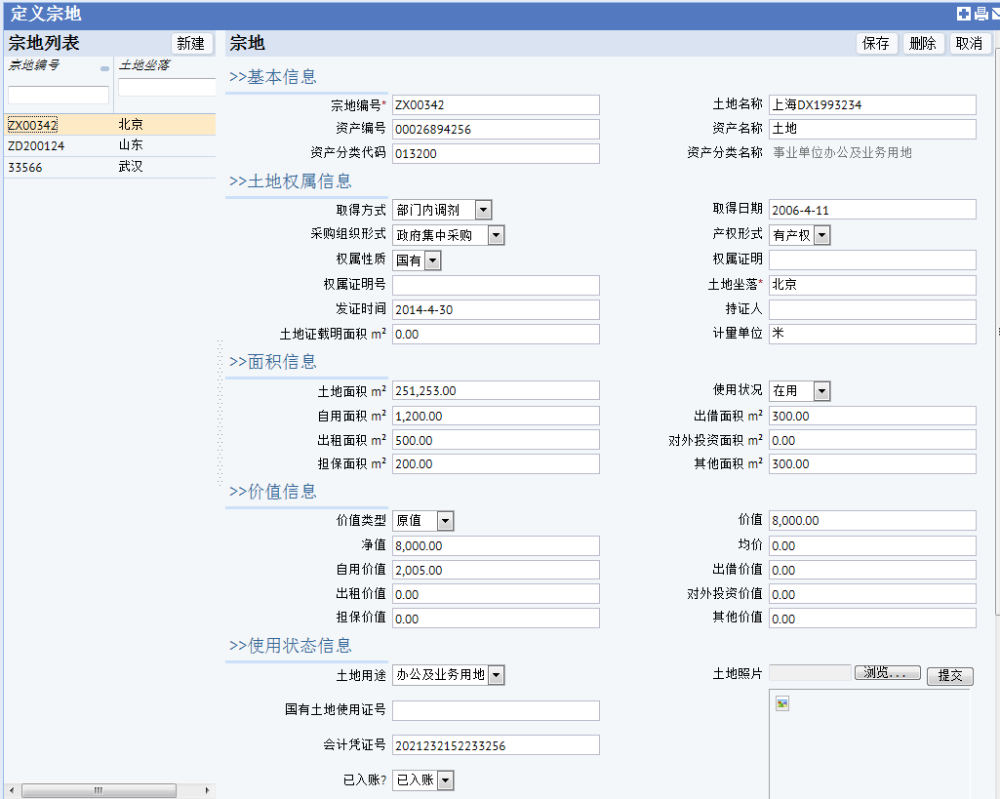 定义宗地
宗地列表 新建
宗地编号 土地坐落
ZX00342 北京
ZD200124 山东
33566 武汉
宗地 保存 删除 取消
>>基本信息
宗地编号* ZX00342 土地名称 上海DX1993234
资产编号 00026894256 资产名称 土地
资产分类代码 013200 资产分类名称 事业单位办公及业务用地
>>土地权属信息
取得方式 部门内调剂 取得日期 2006-4-11
采购组织形式 政府集中采购 产权形式 有产权
权属性质 国有 权属证明
权属证明号 土地坐落* 北京
发证时间 2014-4-30 持证人
土地证载明面积 m² 0.00 计量单位 米
>>面积信息
土地面积 m² 251,253.00 使用状况 在用
自用面积 m² 1,200.00 出借面积 m² 300.00
出租面积 m² 500.00 对外投资面积 m² 0.00
担保面积 m² 200.00 其他面积 m² 300.00
>>价值信息
价值类型 原值 价值 8,000.00
净值 8,000.00 均价 0.00
自用价值 2,005.00 出借价值 0.00
出租价值 0.00 对外投资价值 0.00
担保价值 0.00 其他价值 0.00
>>使用状态信息
土地用途 办公及业务用地 土地照片 浏览... 提交
国有土地使用证号
会计凭证号 2021232152233256
已入账? 已入账